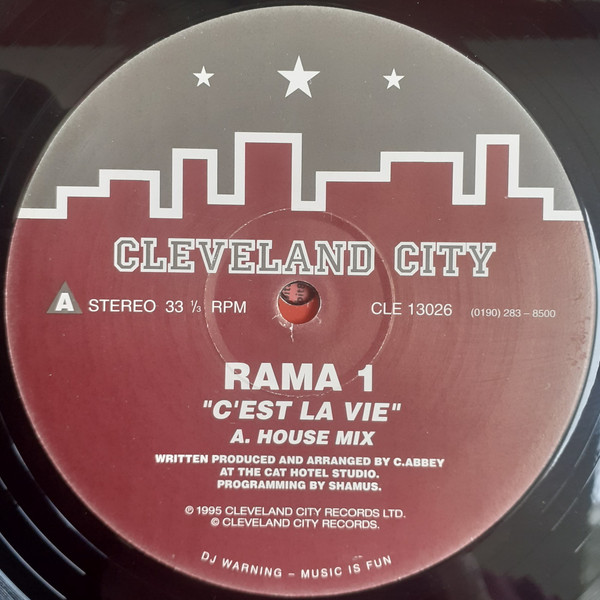 CLEVELAND CITY
A STEREO 33 ⅓ RPM CLE 13026 (0190) 283-8500
RAMA 1
"C'EST LA VIE"
A. HOUSE MIX
WRITTEN PRODUCED AND ARRANGED BY C.ABBEY
AT THE CAT HOTEL STUDIO.
PROGRAMMING BY SHAMUS.
℗ 1995 CLEVELAND CITY RECORDS LTD.
© CLEVELAND CITY RECORDS.
DJ WARNING – MUSIC IS FUN